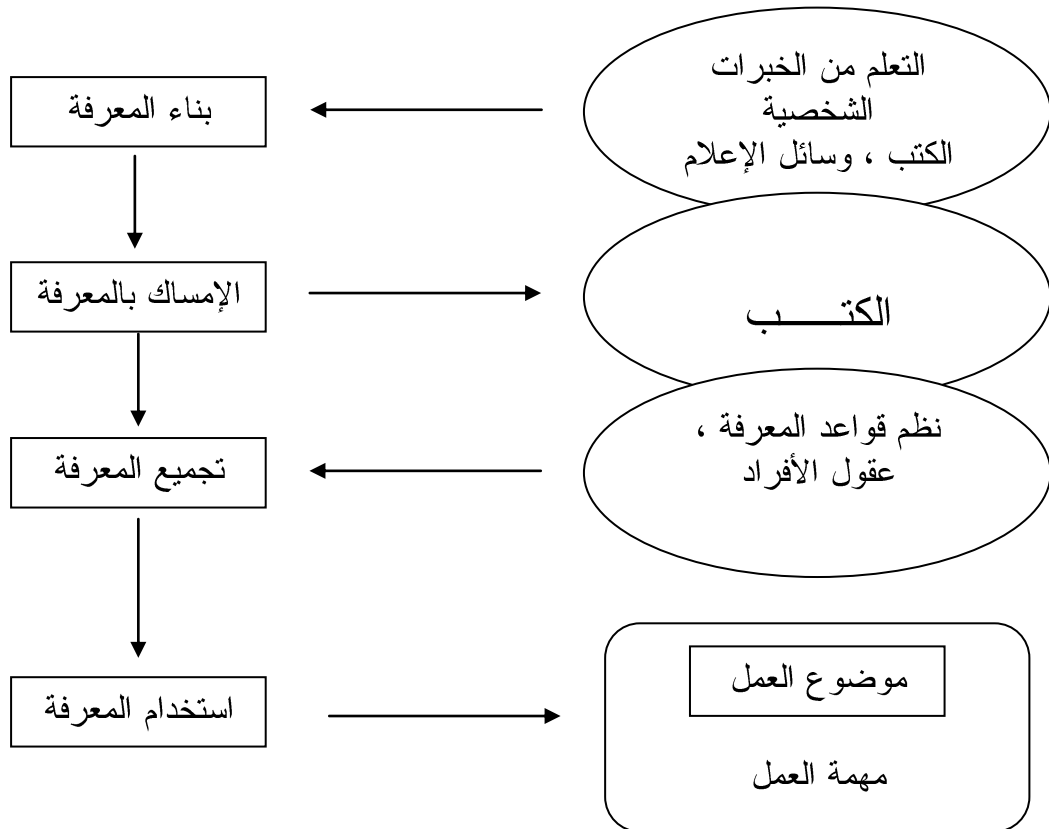 التعلم من الخبرات
الشخصية
الكتب ، وسائل الإعلام
بناء المعرفة
الكتــــــب
الإمساك بالمعرفة
نظم قواعد المعرفة ،
عقول الأفراد
تجميع المعرفة
موضوع العمل
مهمة العمل
استخدام المعرفة